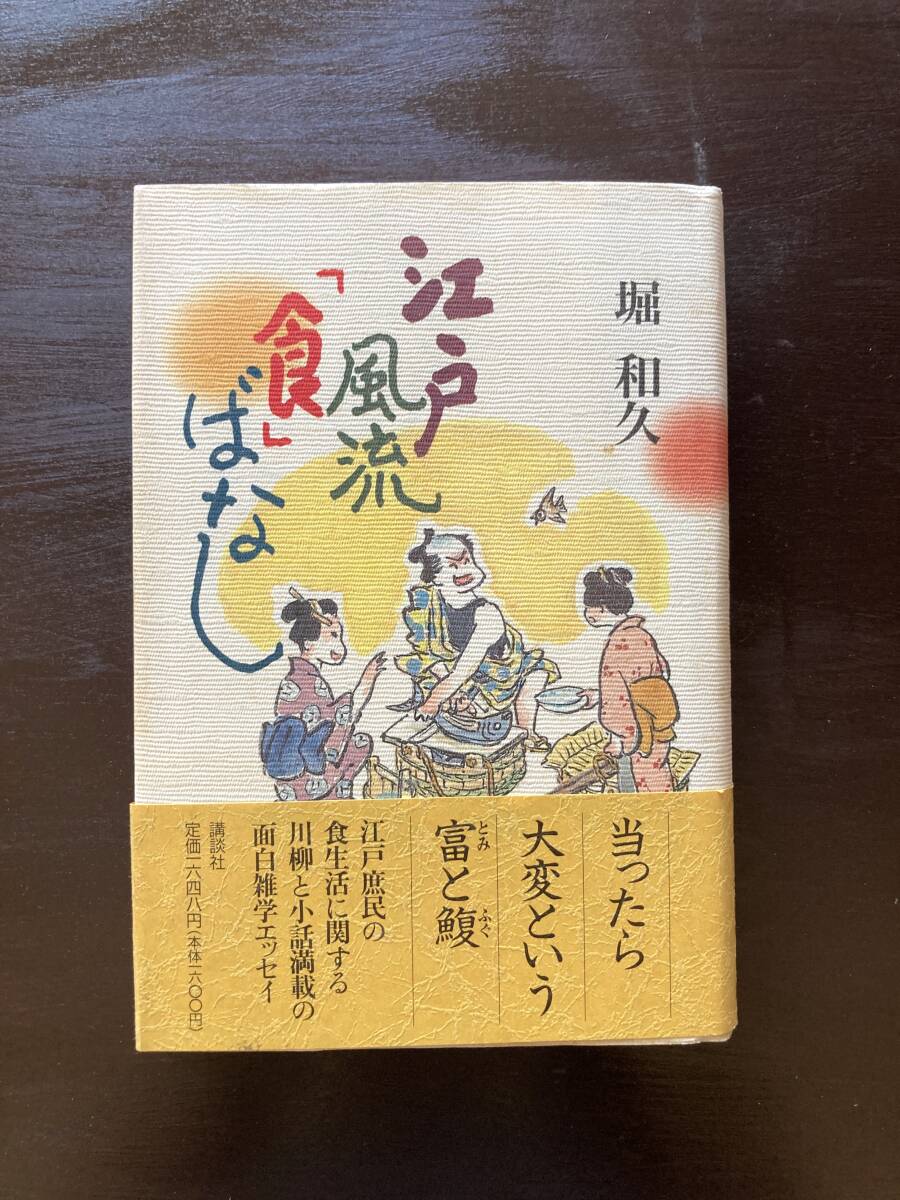 堀 和久
江戸
風流
「食」
ばなし
当ったら
大変という
富と鰒
とみ
ふぐ
江戸庶民の
食生活に関する
川柳と小話満載の
面白雑学エッセイ
講談社
定価一六四八円(本体一六〇〇円)